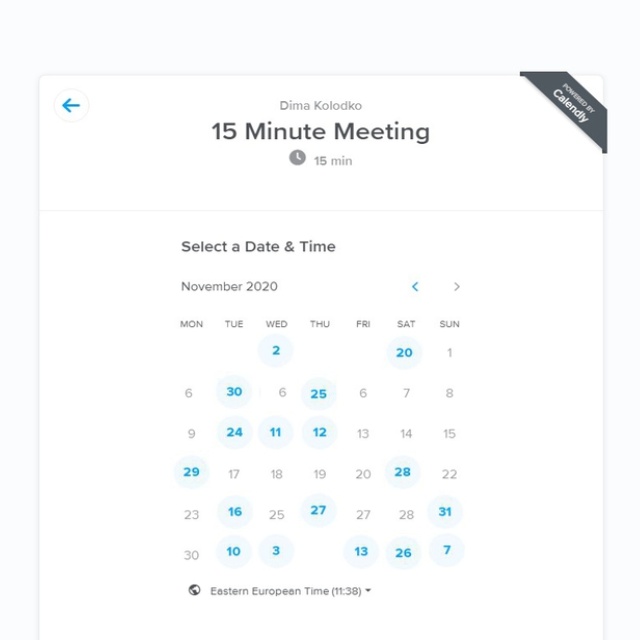 POWERED BY
Calendly
Dima Kolodko
15 Minute Meeting
15 min
Select a Date & Time
November 2020
MON TUE WED THU FRI SAT SUN
2 20 1
6 30 6 25 6 7 8
9 24 11 12 13 14 15
29 17 18 19 20 28 22
23 16 25 27 27 28 31
30 10 3 13 26 7
Eastern European Time (11:38)